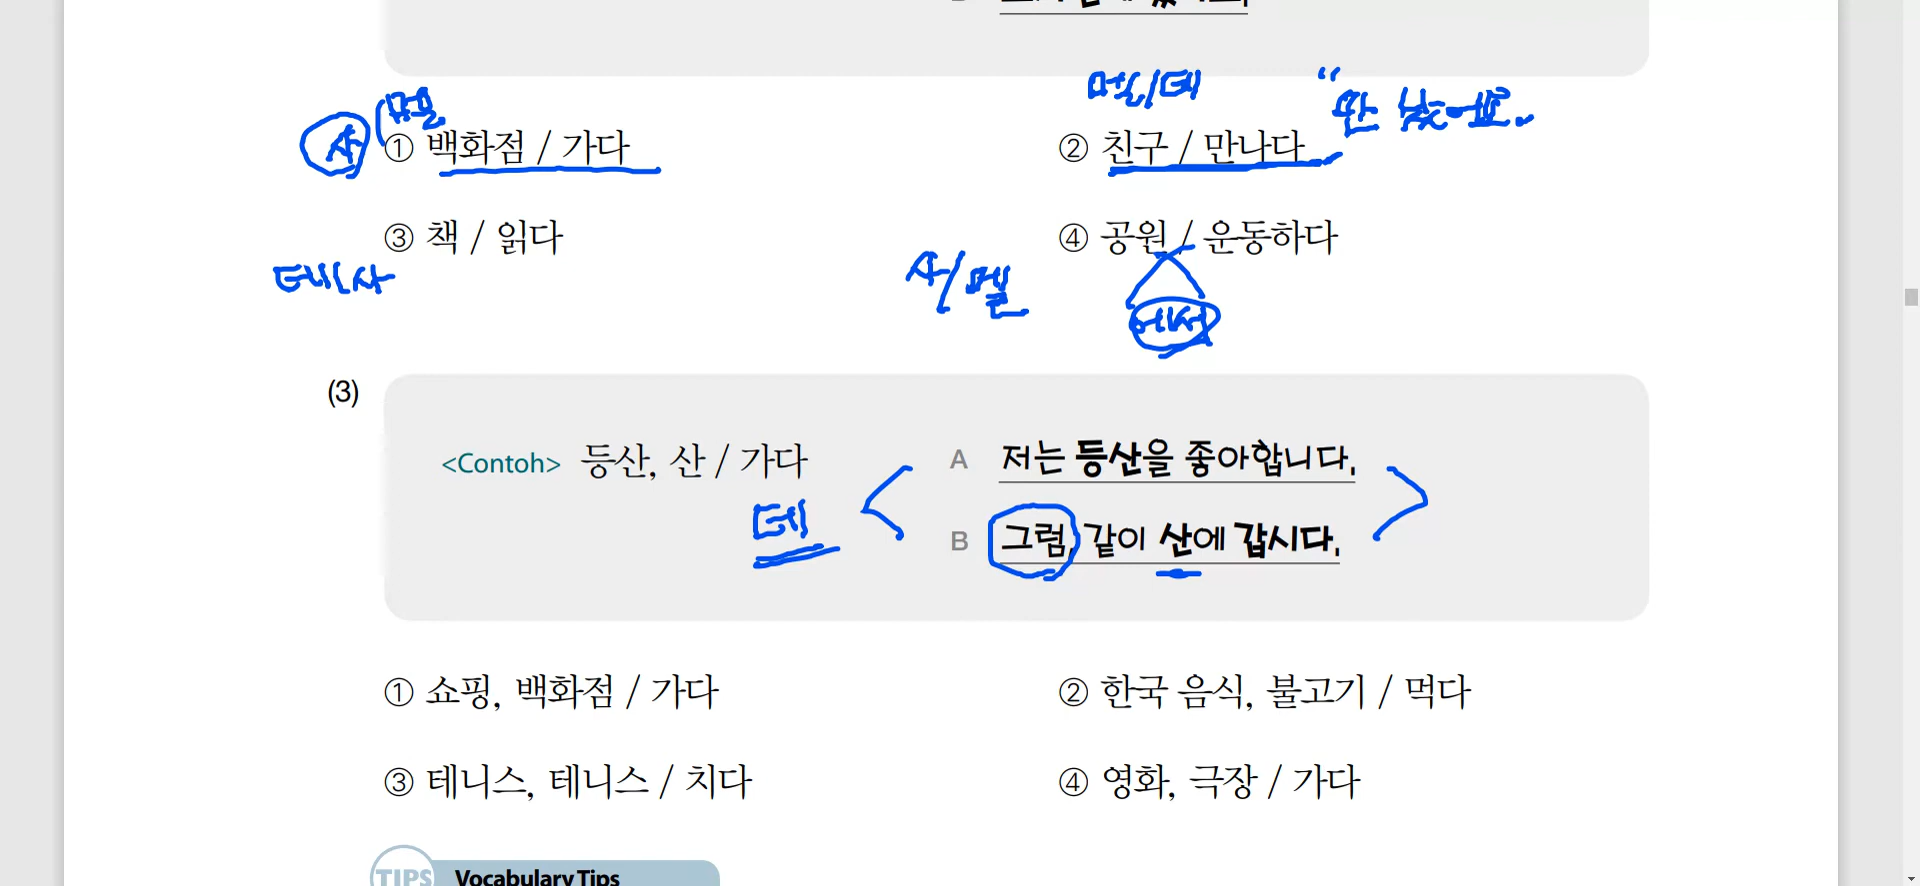 ① 백화점 / 가다
② 친구 / 만나다
③ 책 / 읽다
④ 공원 / 운동하다
에서
(3)
<Contoh> 등산, 산 / 가다
A 저는 등산을 좋아합니다.
B 그럼, 같이 산에 갑시다.
① 쇼핑, 백화점 / 가다
② 한국 음식, 불고기 / 먹다
③ 테니스, 테니스 / 치다
④ 영화, 극장 / 가다
TIPS Vocabulary Tips